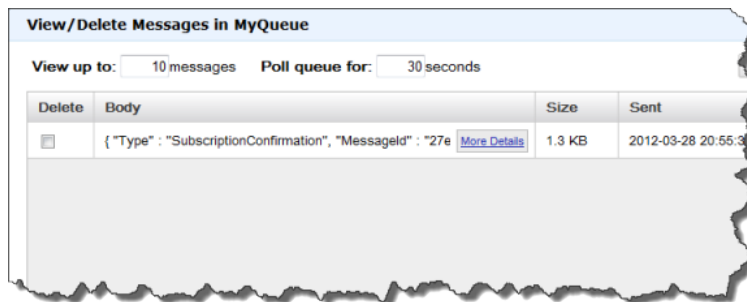 View/Delete Messages in MyQueue
View up to: 10 messages Poll queue for: 30 seconds
Delete Body Size Sent
{ "Type" : "SubscriptionConfirmation", "MessageId" : "27e More Details 1.3 KB 2012-03-28 20:55:3